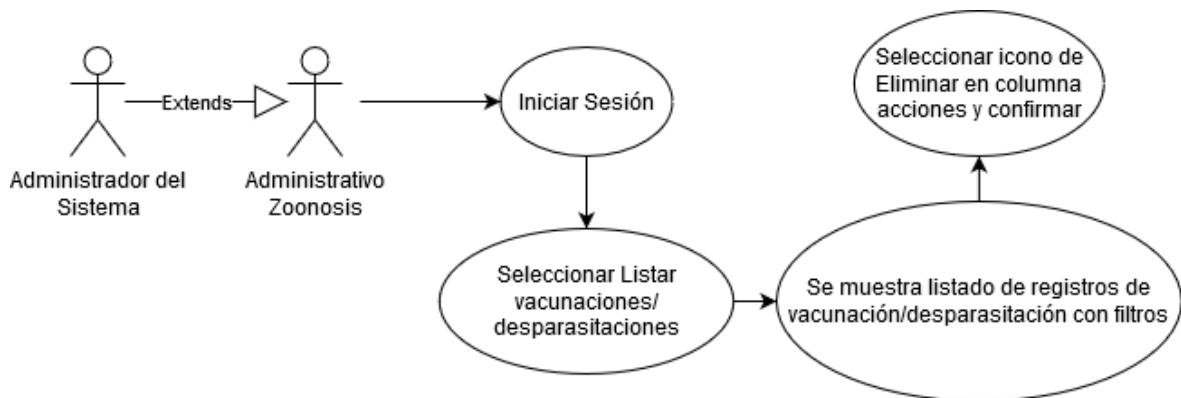 Administrador del
Sistema
Extends
Administrativo
Zoonosis
Iniciar Sesión
Seleccionar Listar
vacunaciones/
desparasitaciones
Se muestra listado de registros de
vacunación/desparasitación con filtros
Seleccionar icono de
Eliminar en columna
acciones y confirmar